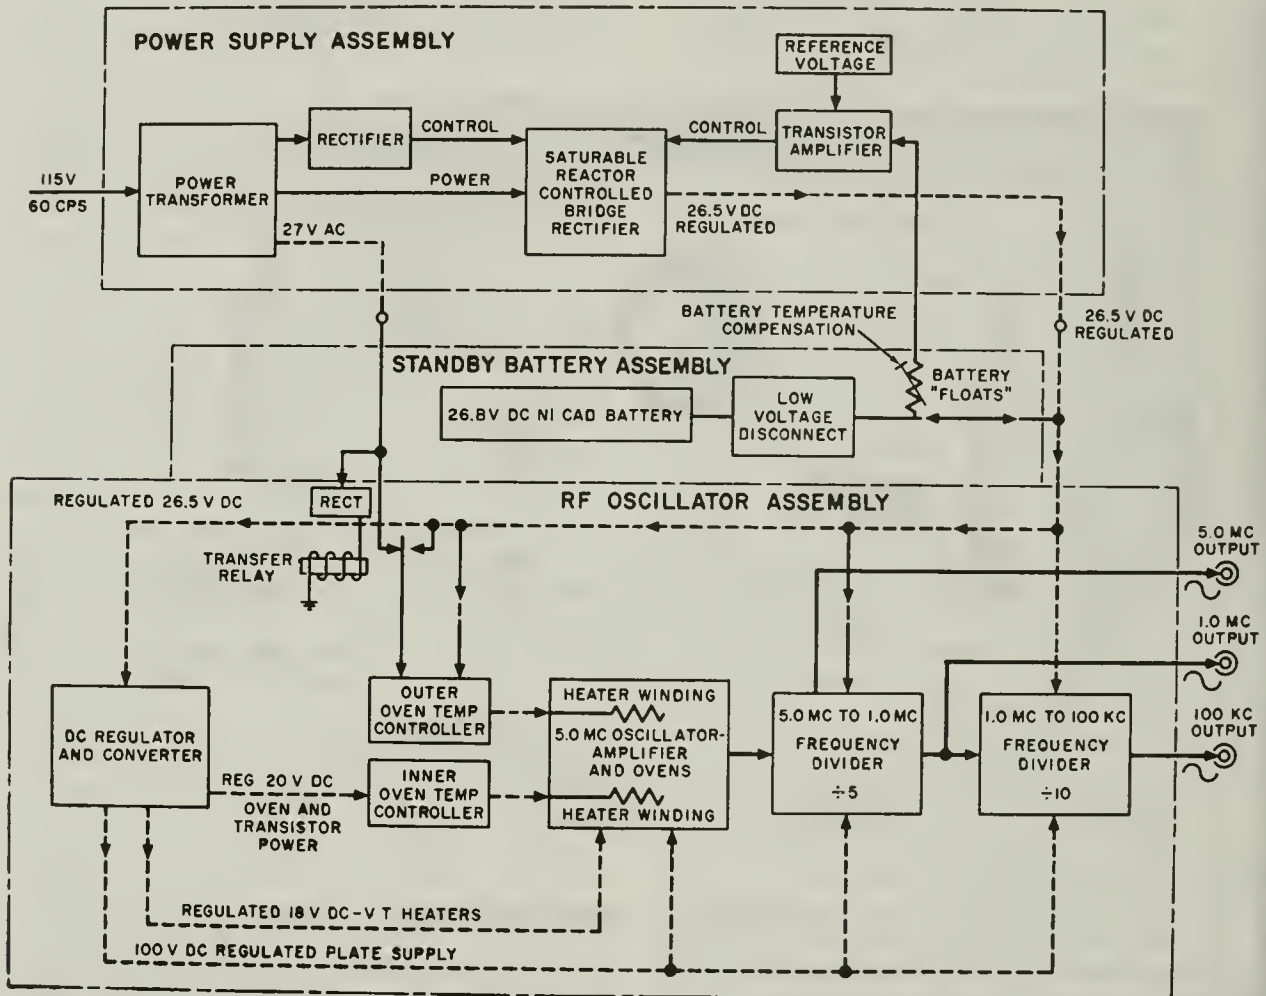 POWER SUPPLY ASSEMBLY
REFERENCE
VOLTAGE
RECTIFIER
CONTROL
CONTROL
TRANSISTOR
AMPLIFIER
115V
60 CPS
POWER
TRANSFORMER
POWER
SATURABLE
REACTOR
CONTROLLED
BRIDGE
RECTIFIER
26.5 V DC
REGULATED
27 V AC
BATTERY TEMPERATURE
COMPENSATION
26.5 V DC
REGULATED
STANDBY BATTERY ASSEMBLY
26.8V DC NI CAD BATTERY
LOW
VOLTAGE
DISCONNECT
BATTERY
"FLOATS"
REGULATED 26.5 V DC
RECT
RF OSCILLATOR ASSEMBLY
TRANSFER
RELAY
5.0 MC
OUTPUT
1.0 MC
OUTPUT
100 KC
OUTPUT
DC REGULATOR
AND CONVERTER
OUTER
OVEN TEMP
CONTROLLER
HEATER WINDING
5.0 MC OSCILLATOR-
AMPLIFIER
AND OVENS
HEATER WINDING
5.0 MC TO 1.0 MC
FREQUENCY
DIVIDER
÷5
1.0 MC TO 100 KC
FREQUENCY
DIVIDER
÷10
REG 20 V DC
OVEN AND
TRANSISTOR
POWER
INNER
OVEN TEMP
CONTROLLER
REGULATED 18 V DC-V T HEATERS
100 V DC REGULATED PLATE SUPPLY